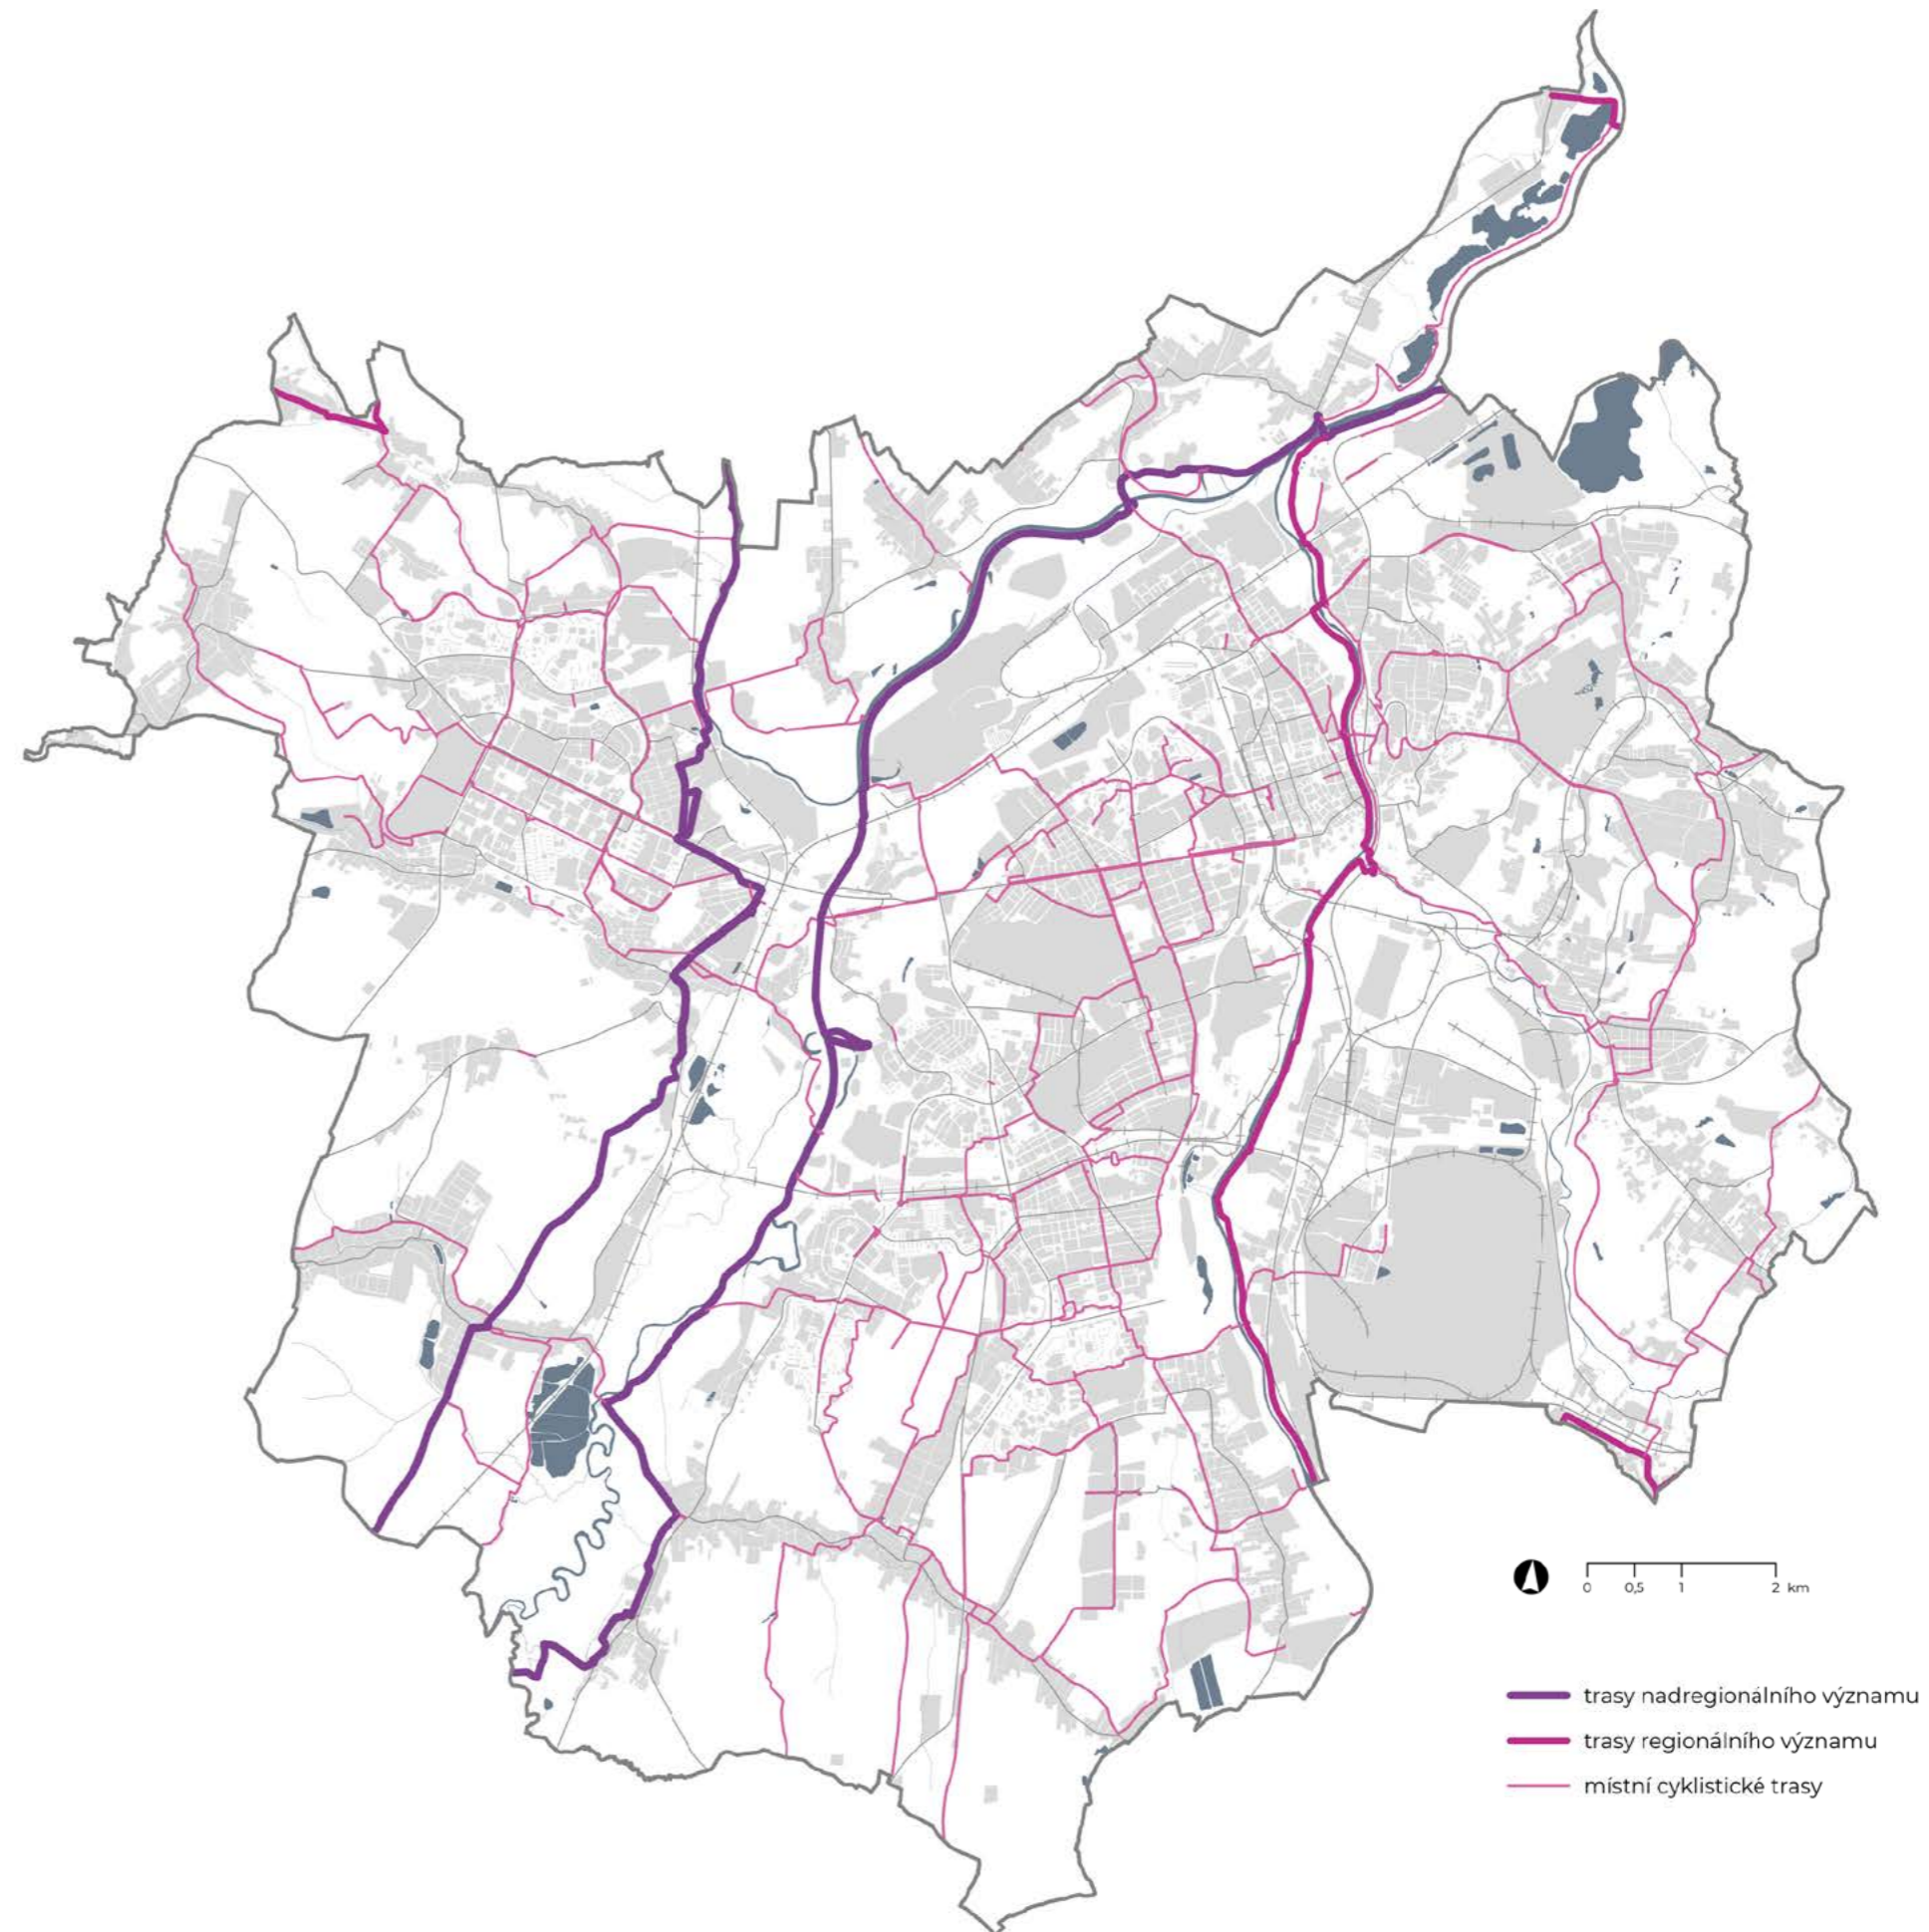 0 0,5 1 2 km
trasy nadregionálního významu
trasy regionálního významu
místní cyklistické trasy